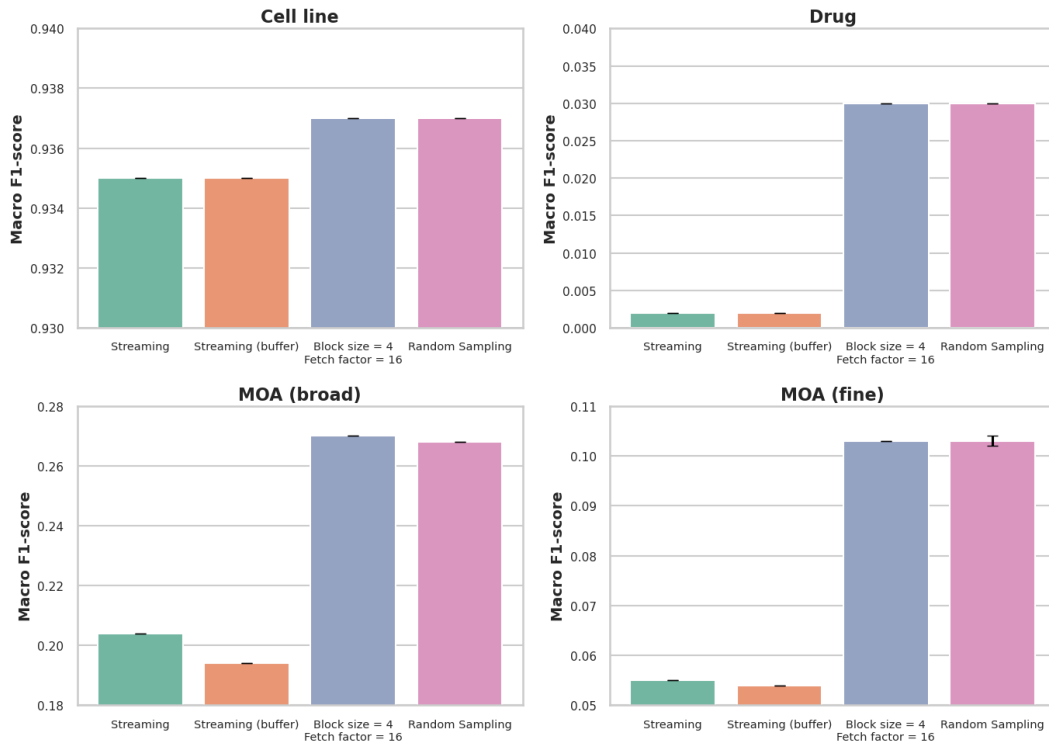 Cell line
Macro F1-score
0.940
0.938
0.936
0.934
0.932
0.930
Streaming
Streaming (buffer)
Block size = 4
Fetch factor = 16
Random Sampling
Drug
Macro F1-score
0.040
0.035
0.030
0.025
0.020
0.015
0.010
0.005
0.000
Streaming
Streaming (buffer)
Block size = 4
Fetch factor = 16
Random Sampling
MOA (broad)
Macro F1-score
0.28
0.26
0.24
0.22
0.20
0.18
Streaming
Streaming (buffer)
Block size = 4
Fetch factor = 16
Random Sampling
MOA (fine)
Macro F1-score
0.11
0.10
0.09
0.08
0.07
0.06
0.05
Streaming
Streaming (buffer)
Block size = 4
Fetch factor = 16
Random Sampling